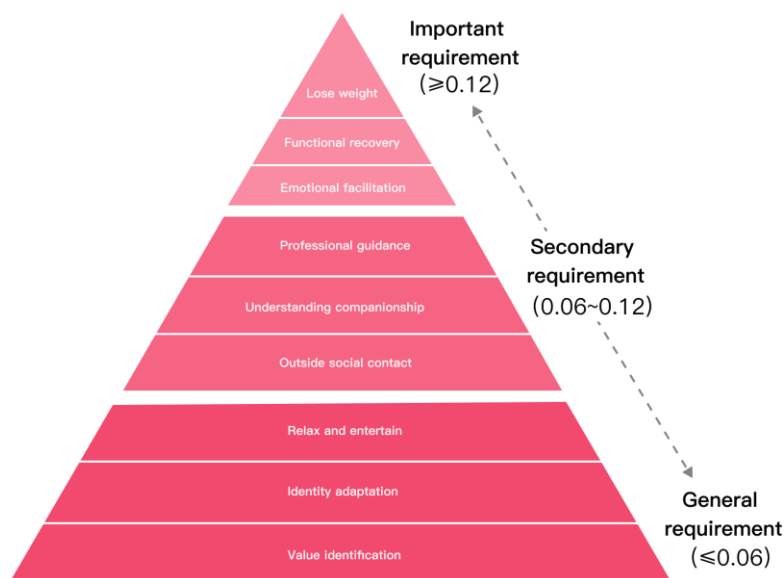 Important
requirement
(⩾0.12)
Lose weight
Functional recovery
Emotional facilitation
Professional guidance
Secondary
requirement
(0.06~0.12)
Understanding companionship
Outside social contact
Relax and entertain
Identity adaptation
General
requirement
(≤0.06)
Value identification